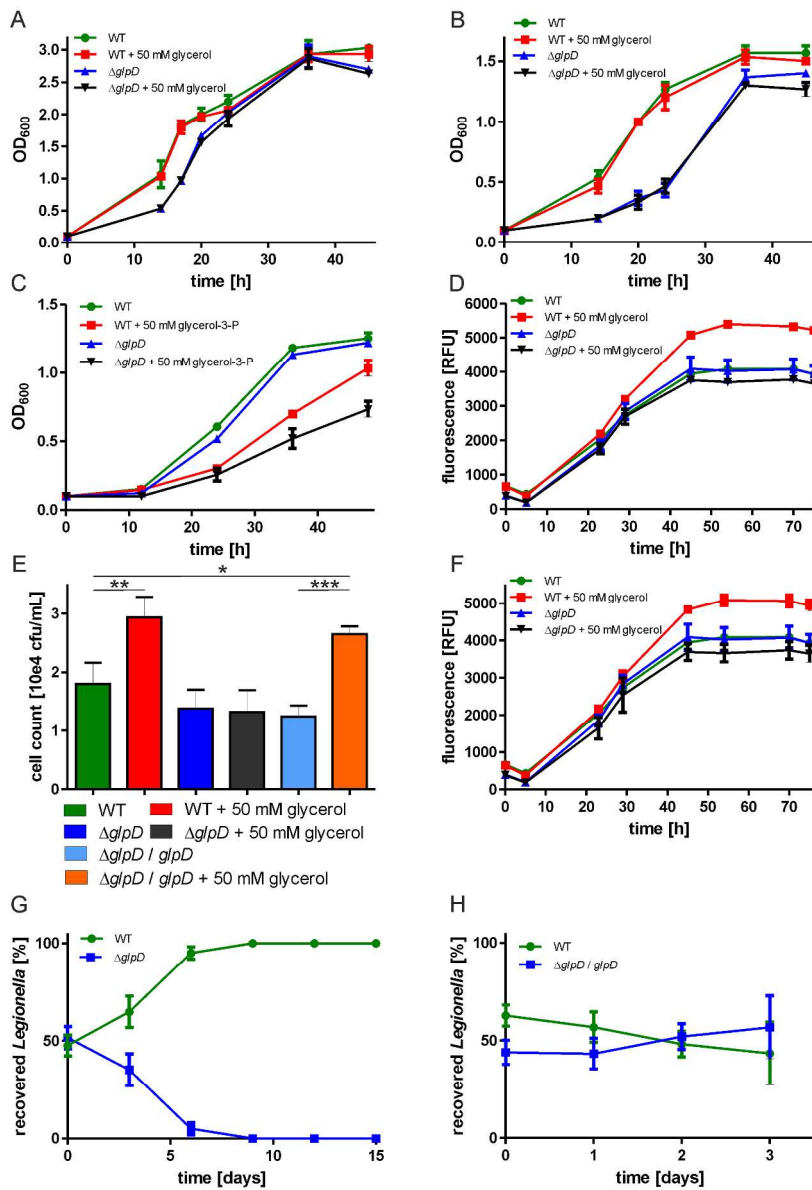 A
WT
WT + 50 mM glycerol
ΔglpD
ΔglpD + 50 mM glycerol
OD600
3.0
2.5
2.0
1.5
1.0
0.5
0.0
0 10 20 30 40
time [h]
B
WT
WT + 50 mM glycerol
ΔglpD
ΔglpD + 50 mM glycerol
OD600
1.5
1.0
0.5
0.0
0 10 20 30 40
time [h]
C
WT
WT + 50 mM glycerol-3-P
ΔglpD
ΔglpD + 50 mM glycerol-3-P
OD600
1.5
1.0
0.5
0.0
0 10 20 30 40
time [h]
D
WT
WT + 50 mM glycerol
ΔglpD
ΔglpD + 50 mM glycerol
fluorescence [RFU]
6000
5000
4000
3000
2000
1000
0
0 10 20 30 40 50 60 70
time [h]
E
*
** ***
cell count [10e4 cfu/mL]
3
2
1
0
WT WT + 50 mM glycerol
ΔglpD ΔglpD + 50 mM glycerol
ΔglpD / glpD
ΔglpD / glpD + 50 mM glycerol
F
WT
WT + 50 mM glycerol
ΔglpD
ΔglpD + 50 mM glycerol
fluorescence [RFU]
5000
4000
3000
2000
1000
0
0 10 20 30 40 50 60 70
time [h]
G
WT
ΔglpD
recovered Legionella [%]
100
50
0
0 5 10 15
time [days]
H
WT
ΔglpD / glpD
recovered Legionella [%]
100
50
0
0 1 2 3
time [days]